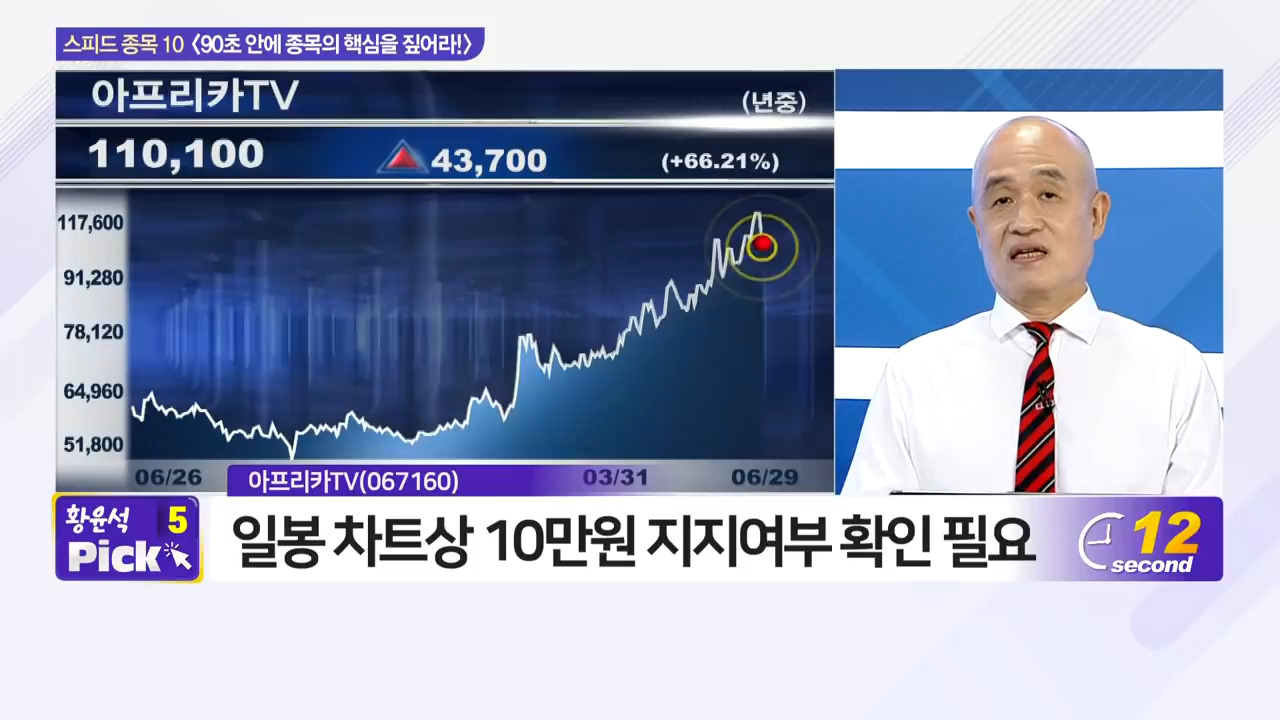 스피드 종목 10 <90초 안에 종목의 핵심을 짚어라!>
아프리카TV
(년중)
110,100 ▲ 43,700 (+66.21%)
117,600
91,280
78,120
64,960
51,800
06/26 03/31 06/29
아프리카TV(067160)
황윤석 5
Pick
일봉 차트상 10만원 지지여부 확인 필요
12
second